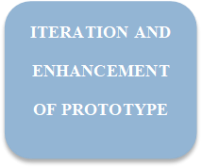 ITERATION AND
ENHANCEMENT
OF PROTOTYPE